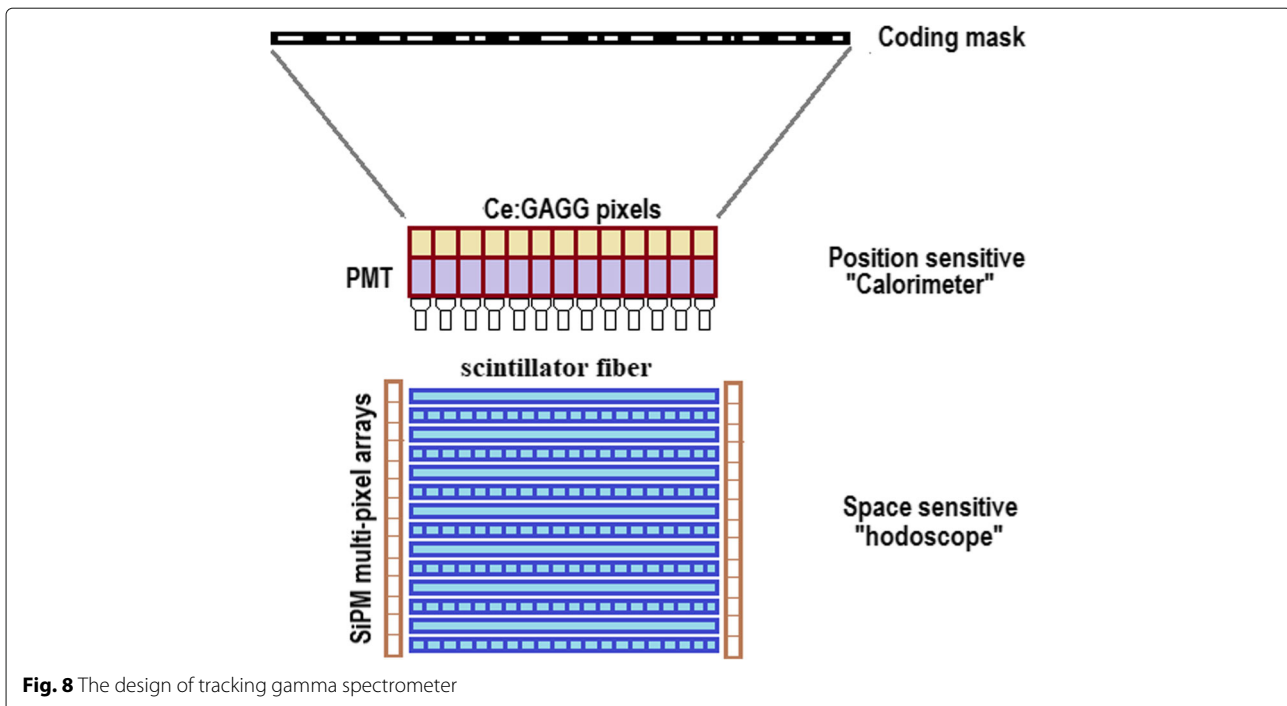 Coding mask
Ce:GAGG pixels
PMT
Position sensitive
"Calorimeter"
scintillator fiber
SiPM multi-pixel arrays
Space sensitive
"hodoscope"
Fig. 8 The design of tracking gamma spectrometer